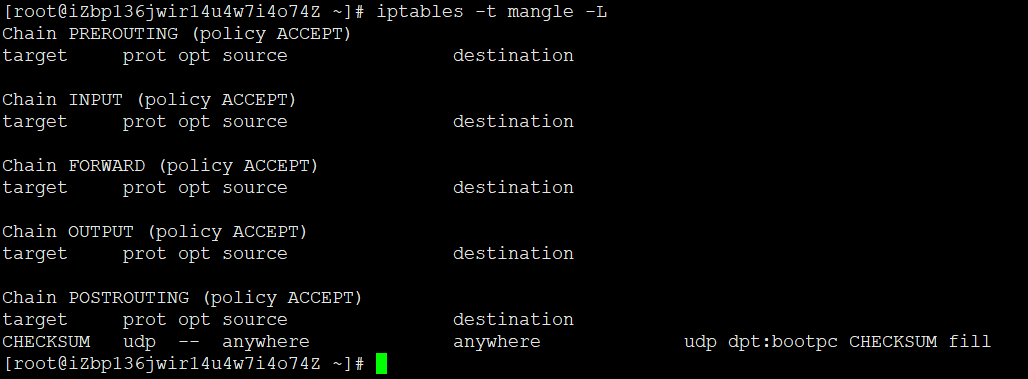 [root@iZbp136jwir14u4w7i4o74Z ~]# iptables -t mangle -L
Chain PREROUTING (policy ACCEPT)
target     prot opt source               destination

Chain INPUT (policy ACCEPT)
target     prot opt source               destination

Chain FORWARD (policy ACCEPT)
target     prot opt source               destination

Chain OUTPUT (policy ACCEPT)
target     prot opt source               destination

Chain POSTROUTING (policy ACCEPT)
target     prot opt source               destination
CHECKSUM   udp  --  anywhere             anywhere             udp dpt:bootpc CHECKSUM fill
[root@iZbp136jwir14u4w7i4o74Z ~]#